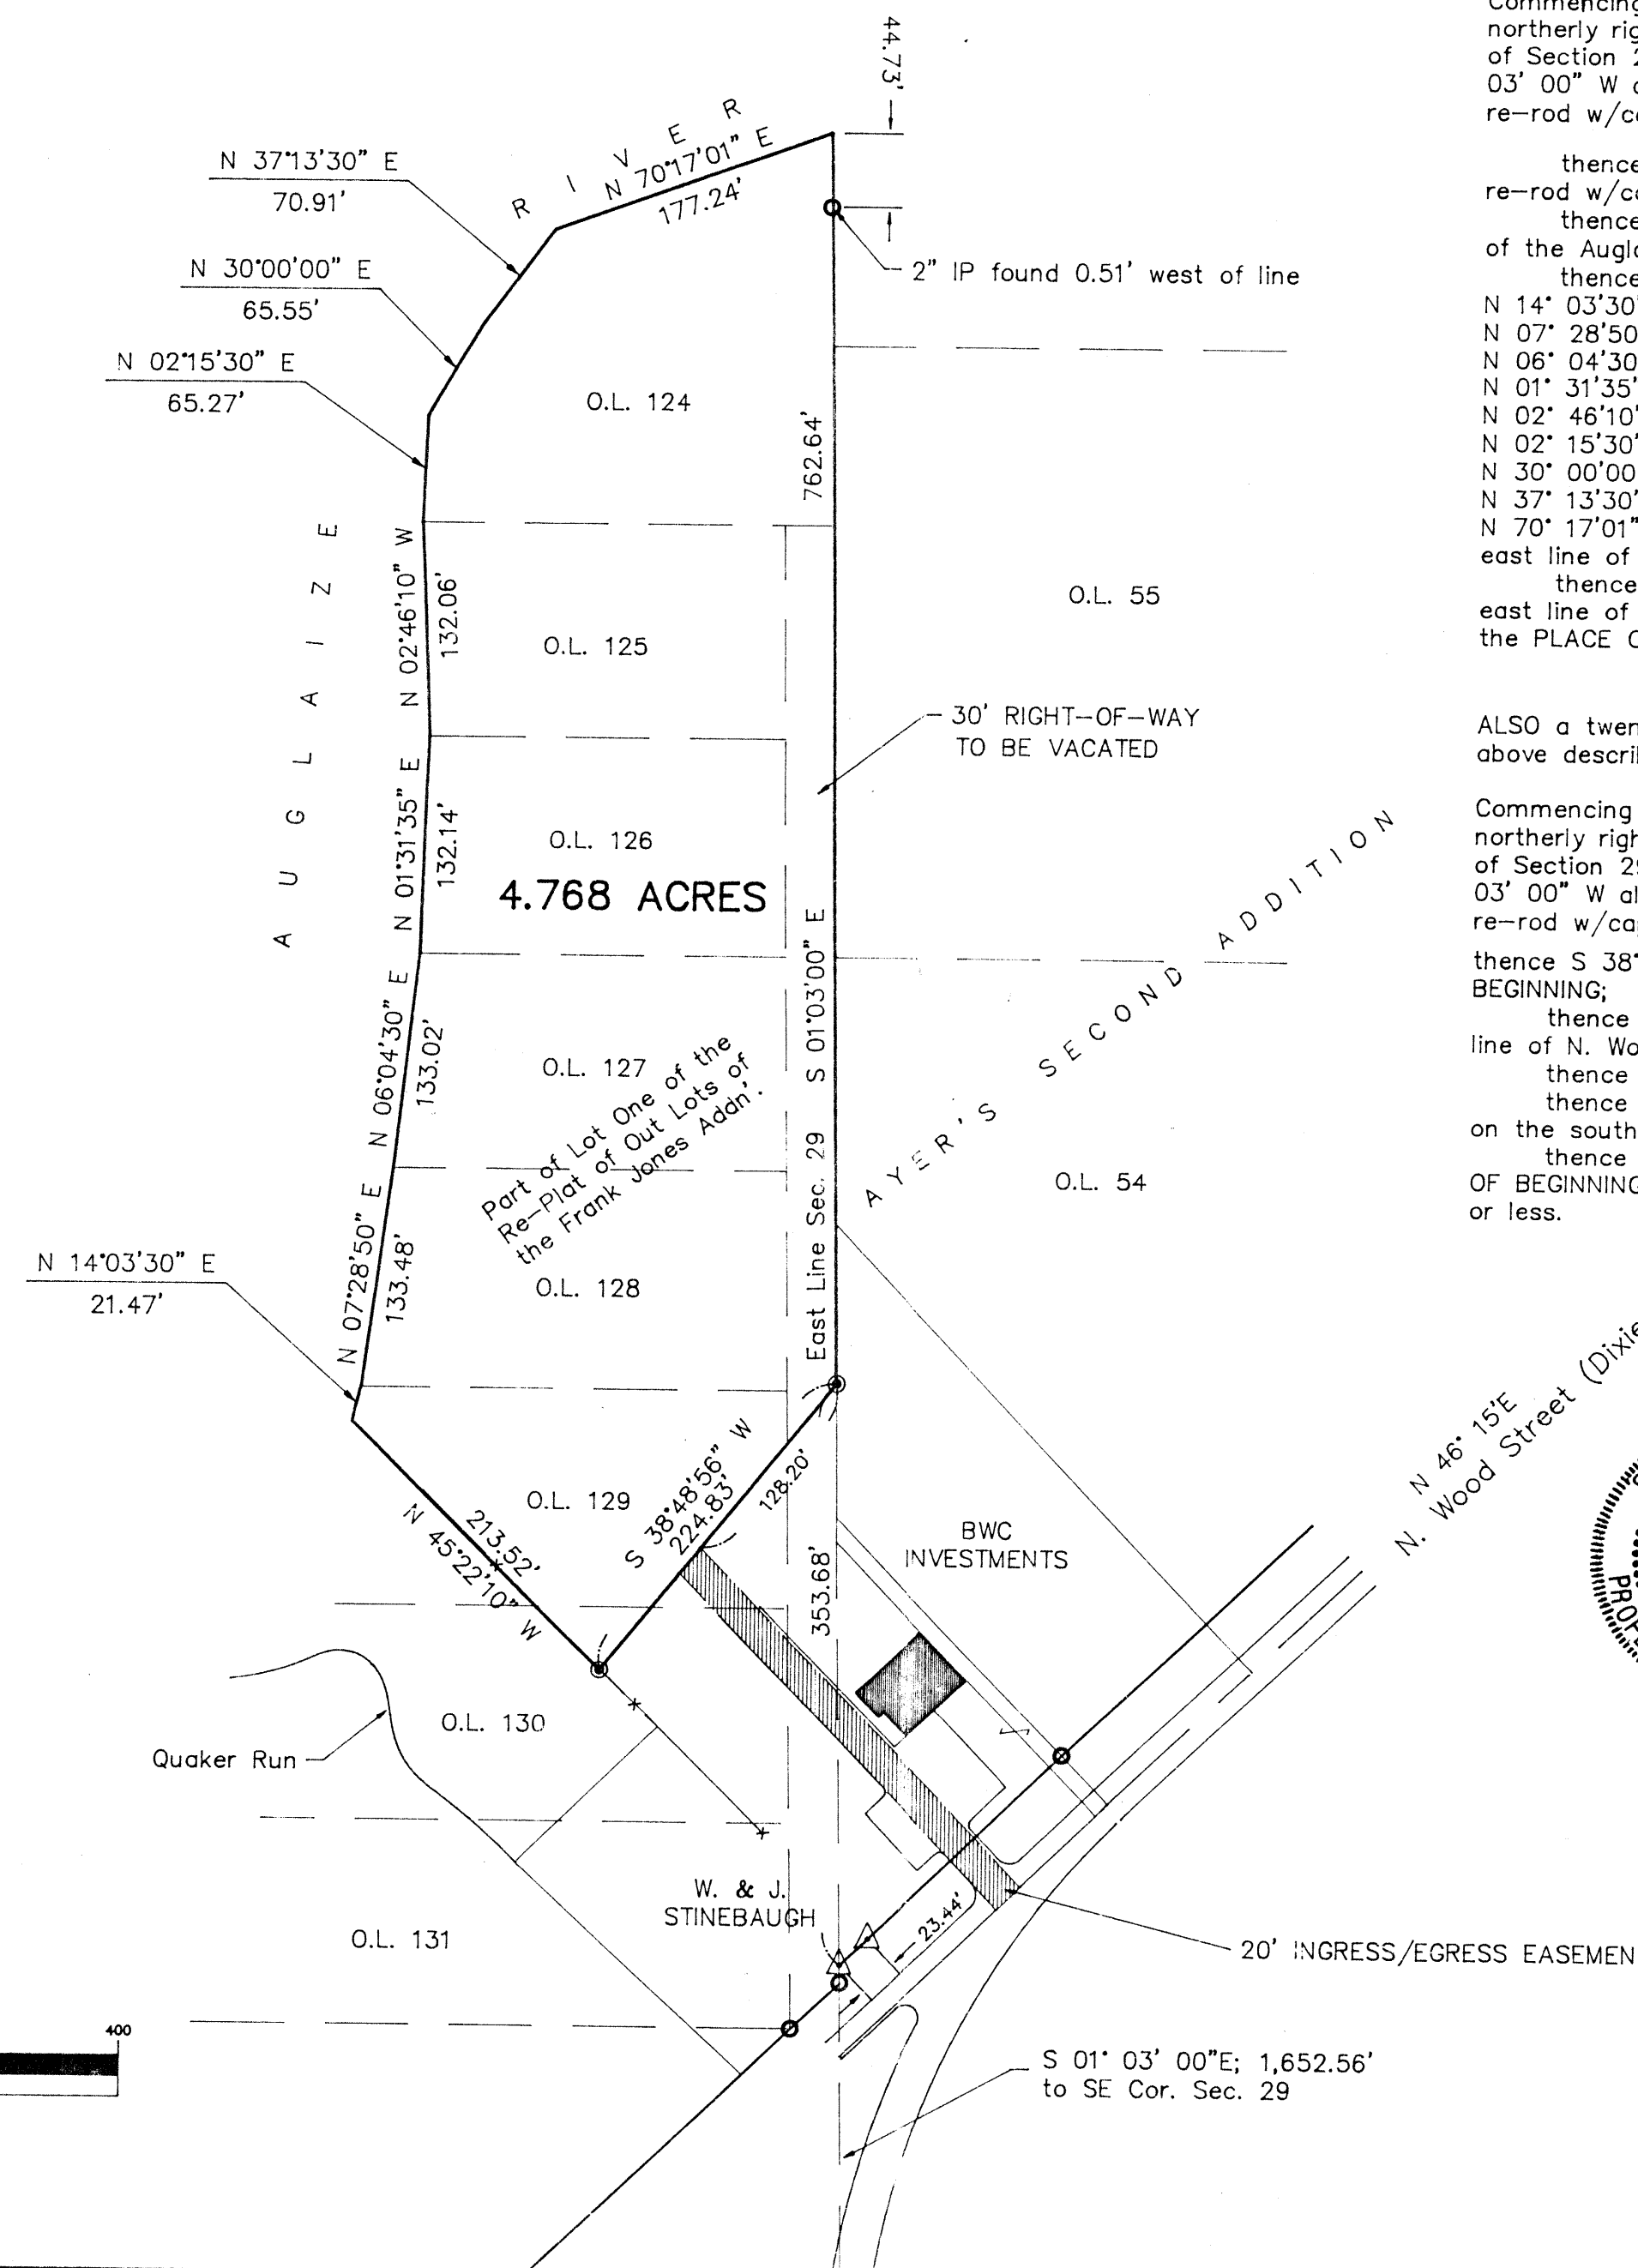 44.73'
RIVER
N 70°17'01" E
177.24'
N 37°13'30" E
70.91'
N 30°00'00" E
65.55'
N 02°15'30" E
65.27'
2" IP found 0.51' west of line
O.L. 124
762.64'
AUGLAIZE
N 02°46'10" W
132.06'
O.L. 125
O.L. 55
30' RIGHT-OF-WAY
TO BE VACATED
N 01°31'35" E
132.14'
O.L. 126
4.768 ACRES
AYER'S SECOND ADDITION
N 06°04'30" E
133.02'
O.L. 127
Part of Lot One of the
Re-Plat of Out Lots of
the Frank Jones Addn'.
East Line Sec. 29 S 01°03'00" E
O.L. 54
N 07°28'50" E
133.48'
N 14°03'30" E
21.47'
O.L. 128
O.L. 129
213.52'
N 45°22'10" W
S 38°48'56" W
224.83'
128.20'
353.68'
BWC
INVESTMENTS
N 46° 15'E
N. Wood Street (Dixie
O.L. 130
Quaker Run
W. & J.
STINEBAUGH
23.44'
O.L. 131
20' INGRESS/EGRESS EASEMEN
400
S 01° 03' 00"E; 1,652.56'
to SE Cor. Sec. 29
Commencing
northerly rig
of Section 2
03' 00" W
re-rod w/c
thence
re-rod w/c
thence
of the Augl
thence
N 14° 03'30'
N 07° 28'50
N 06° 04'30
N 01° 31'35'
N 02° 46'10'
N 02° 15'30'
N 30° 00'00
N 37° 13'30'
N 70° 17'01"
east line of
thence
east line of
the PLACE
ALSO a twen
above descri
Commencing
northerly righ
of Section 29
03' 00" W al
re-rod w/ca
thence S 38°
BEGINNING;
thence
line of N. Wo
thence
thence
on the south
thence
OF BEGINNING
or less.
PROF